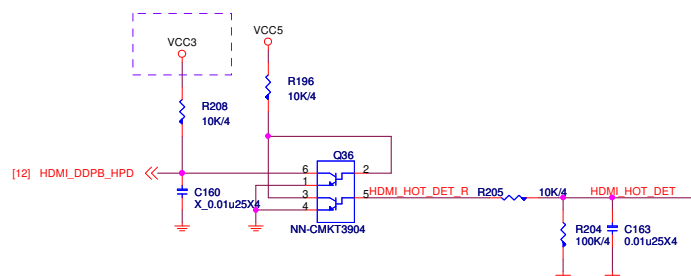 VCC3
VCC5
R196
10K/4
R208
10K/4
Q36
[12] HDMI_DDPB_HPD
6
2
1
C160
X_0.01u25X4
3
5
HDMI_HOT_DET_R
R205
10K/4
HDMI_HOT_DET
4
NN-CMKT3904
R204
100K/4
C163
0.01u25X4